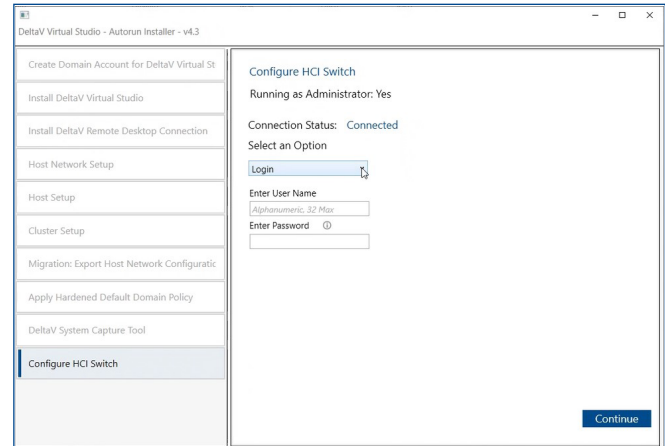 DeltaV Virtual Studio - Autorun Installer - v4.3
Create Domain Account for DeltaV Virtual St
Install DeltaV Virtual Studio
Install DeltaV Remote Desktop Connection
Host Network Setup
Host Setup
Cluster Setup
Migration: Export Host Network Configuratic
Apply Hardened Default Domain Policy
DeltaV System Capture Tool
Configure HCI Switch
Configure HCI Switch
Running as Administrator: Yes
Connection Status: Connected
Select an Option
Login
Enter User Name
Alphanumeric, 32 Max
Enter Password
Continue